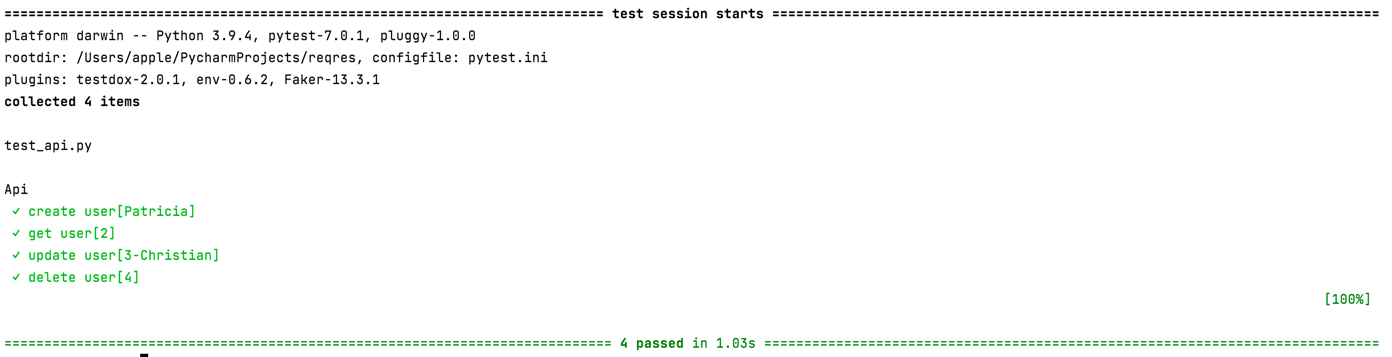 =========================================================================== test session starts ============================================================================
platform darwin -- Python 3.9.4, pytest-7.0.1, pluggy-1.0.0
rootdir: /Users/apple/PycharmProjects/reqres, configfile: pytest.ini
plugins: testdox-2.0.1, env-0.6.2, Faker-13.3.1
collected 4 items
test_api.py
Api
✓ create user[Patricia]
✓ get user[2]
✓ update user[3-Christian]
✓ delete user[4]
[100%]
============================================================================ 4 passed in 1.03s =============================================================================